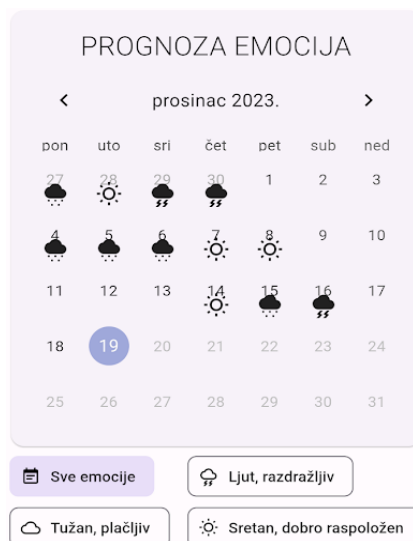 PROGNOZA EMOCIJA
prosinac 2023.
pon uto sri čet pet sub ned
27 28 29 30 1 2 3
4 5 6 7 8 9 10
11 12 13 14 15 16 17
18 19 20 21 22 23 24
25 26 27 28 29 30 31
Sve emocije Ljut, razdražljiv
Tužan, plačljiv Sretan, dobro raspoložen